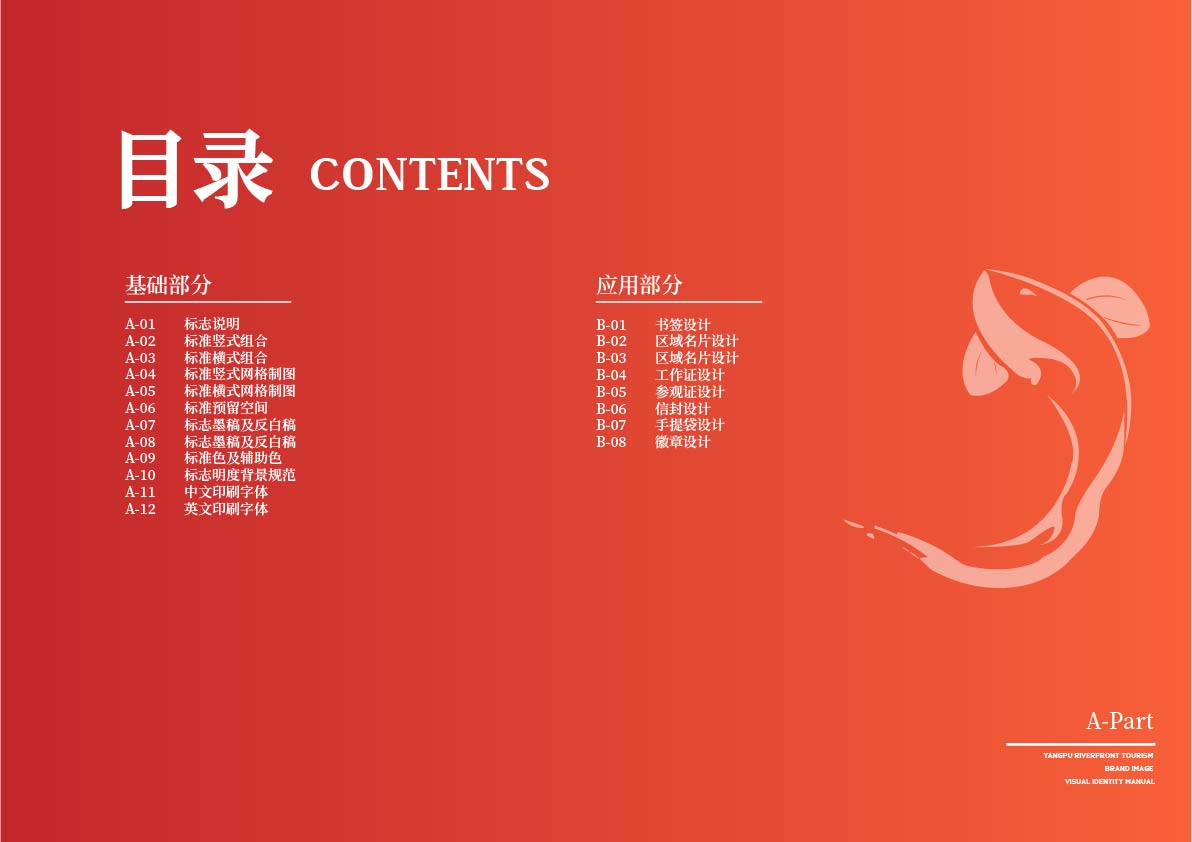 目录 CONTENTS
基础部分
A-01 标志说明
A-02 标准竖式组合
A-03 标准横式组合
A-04 标准竖式网格制图
A-05 标准横式网格制图
A-06 标准预留空间
A-07 标志墨稿及反白稿
A-08 标志墨稿及反白稿
A-09 标准色及辅助色
A-10 标志明度背景规范
A-11 中文印刷字体
A-12 英文印刷字体
应用部分
B-01 书签设计
B-02 区域名片设计
B-03 区域名片设计
B-04 工作证设计
B-05 参观证设计
B-06 信封设计
B-07 手提袋设计
B-08 徽章设计
A-Part
YANGPU RIVERFRONT TOURISM
BRAND IMAGE
VISUAL IDENTITY MANUAL